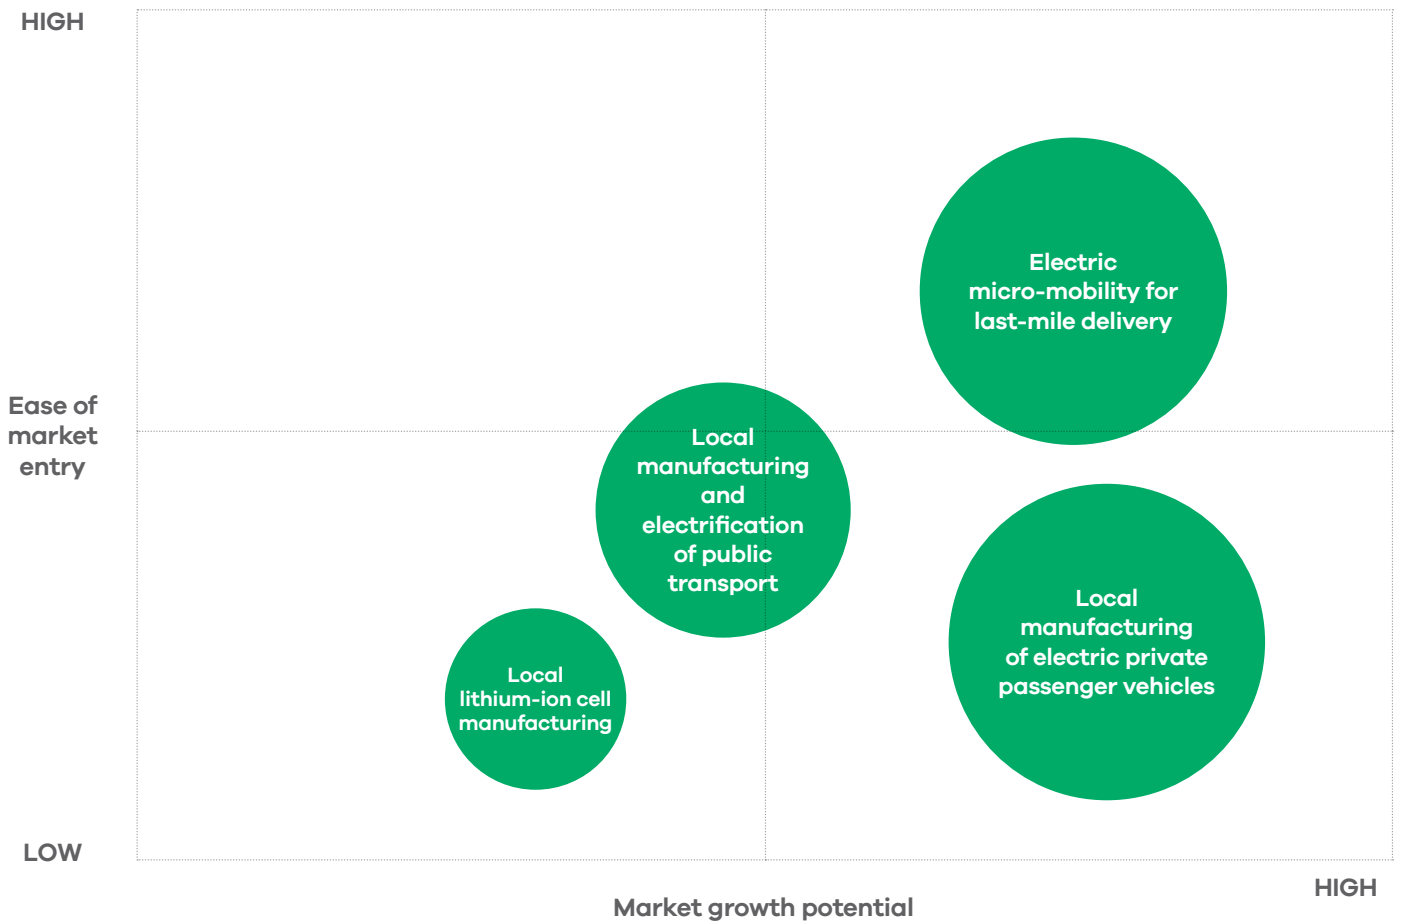 HIGH
Electric
micro-mobility for
last-mile delivery
Ease of
market
entry
Local
manufacturing
and
electrification
of public
transport
Local
manufacturing
of electric private
passenger vehicles
Local
lithium-ion cell
manufacturing
LOW
HIGH
Market growth potential